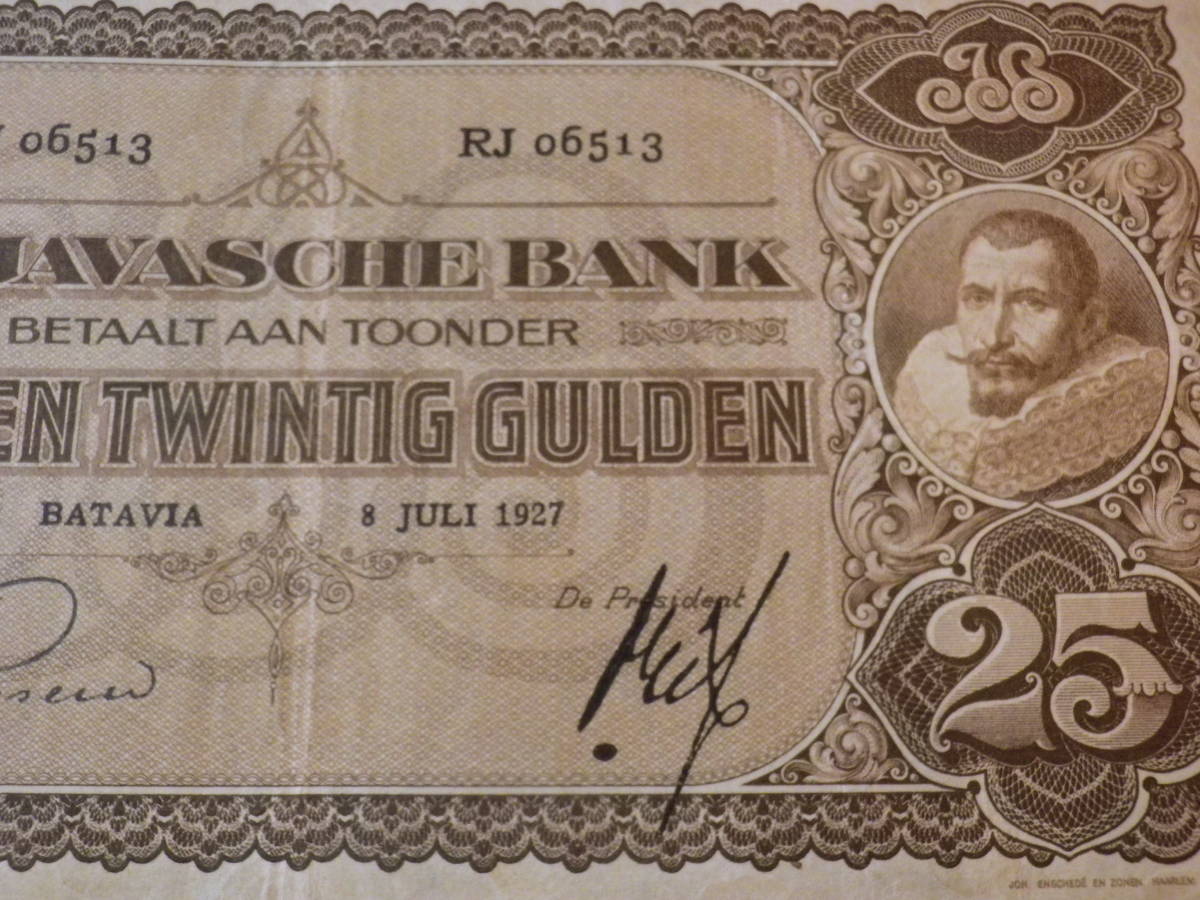 06513 RJ 06513
JS
JAVASCHE BANK
BETAALT AAN TOONDER
EN TWINTIG GULDEN
BATAVIA 8 JULI 1927
De President
25
JOH. ENSCHEDÉ EN ZONEN. HAARLEM